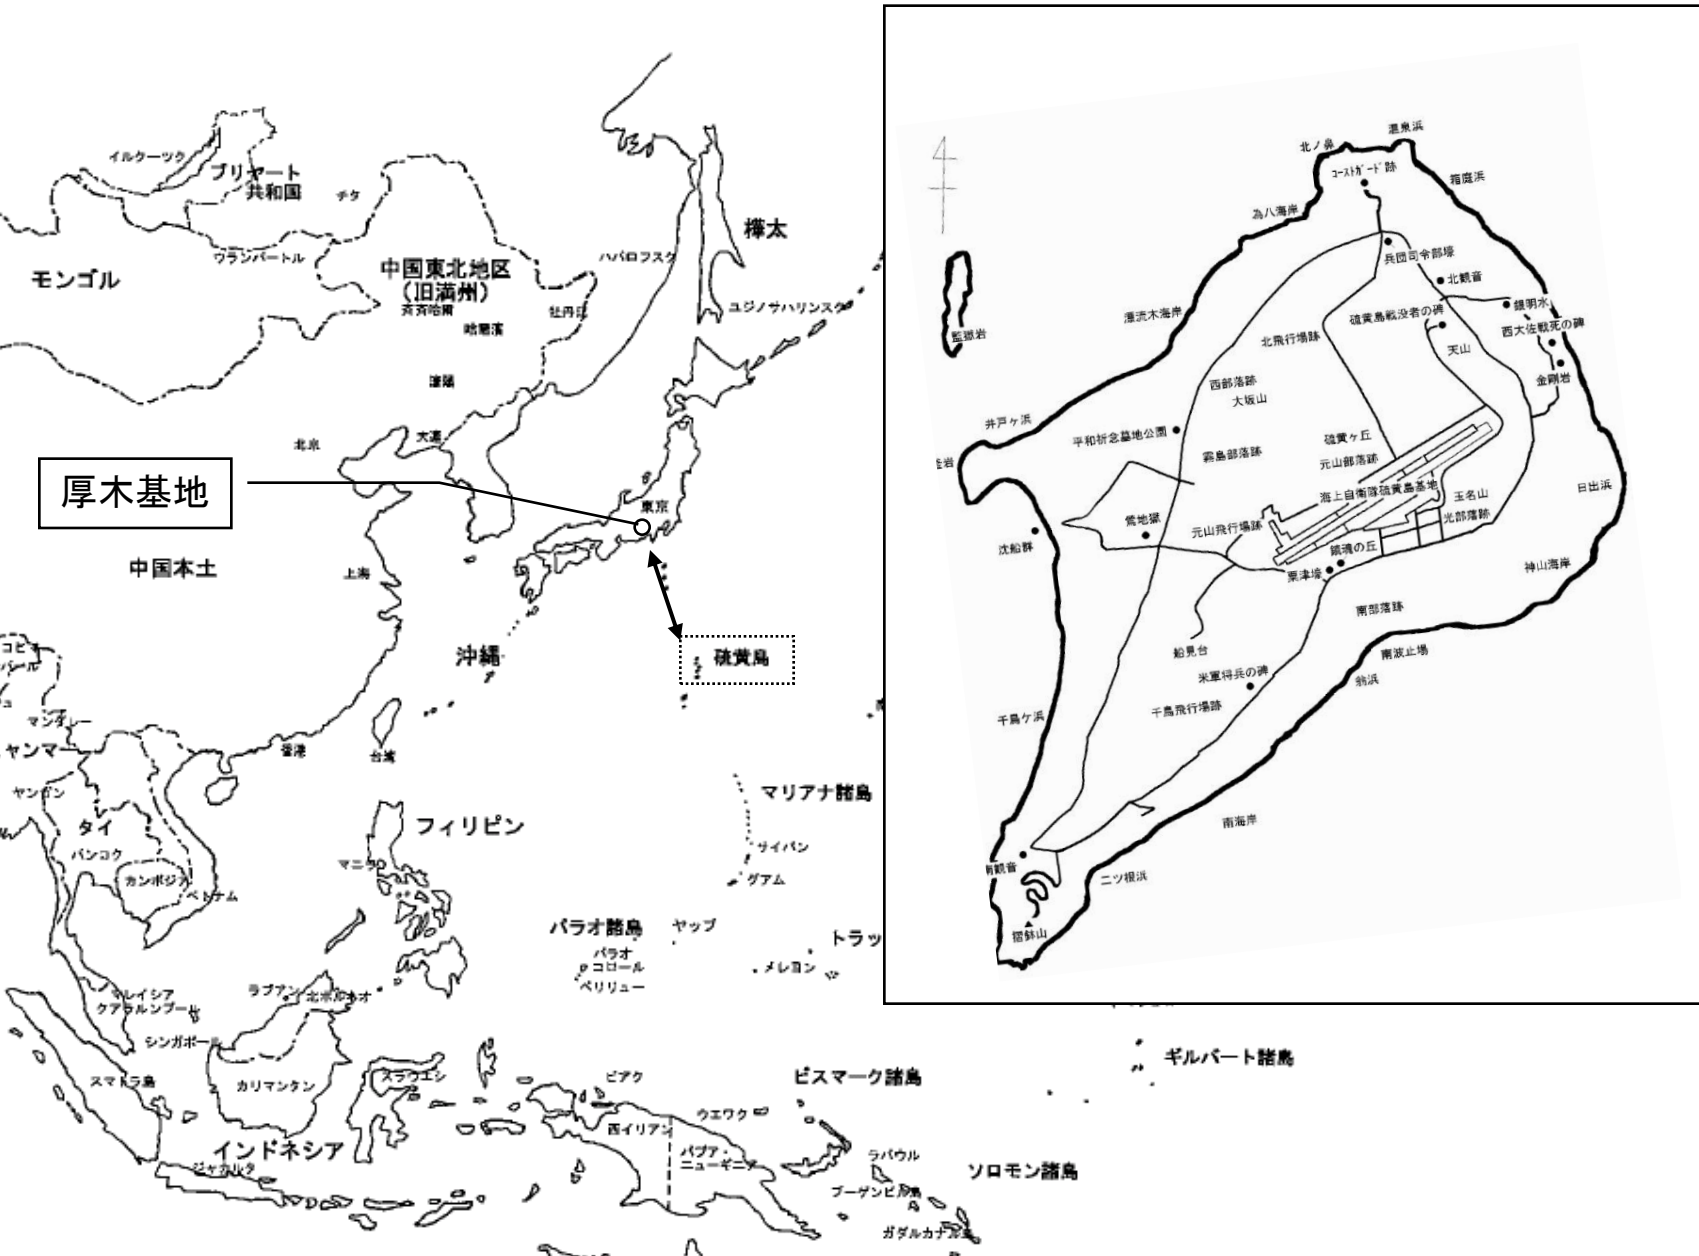 イルクーツク
ブリヤート
共和国
チタ
樺太
モンゴル
ウランバートル
中国東北地区
(旧満州)
斉斉哈爾
哈爾濱
牡丹江
ハバロフスク
ユジノサハリンスク
瀋陽
北京
大連
厚木基地
東京
中国本土
上海
沖縄
硫黄島
マンダレー
ヤンマー
香港
台湾
ヤンゴン
タイ
バンコク
カンボジア
ベトナム
フィリピン
マニラ
マリアナ諸島
サイパン
グアム
パラオ諸島
ヤップ
トラッ
パラオ
コロール
ペリリュー
メレヨン
マレイシア
クアラルンプール
ラブアン
北ボルネオ
シンガポール
スマトラ島
カリマンタン
スラウエシ
ビアク
ビスマーク諸島
ギルバート諸島
ウエワク
西イリアン
パプア・
ニューギニア
インドネシア
ジャカルタ
ラバウル
ソロモン諸島
ブーゲンビル島
ガダルカナル島
温泉浜
北ノ鼻
コーストガード跡
箱庭浜
為八海岸
兵団司令部壕
北観音
銀明水
硫黄島戦没者の碑
西大佐戦死の碑
漂流木海岸
監獄岩
北飛行場跡
天山
金剛岩
西部落跡
大坂山
井戸ヶ浜
平和祈念墓地公園
硫黄ヶ丘
釜岩
霧島部落跡
元山部落跡
海上自衛隊硫黄島基地
玉名山
日出浜
沈船群
鶯地獄
元山飛行場跡
光部落跡
鎮魂の丘
栗津壕
神山海岸
南部落跡
船見台
南波止場
米軍将兵の碑
翁浜
千鳥ケ浜
千鳥飛行場跡
南海岸
南観音
二ツ根浜
摺鉢山